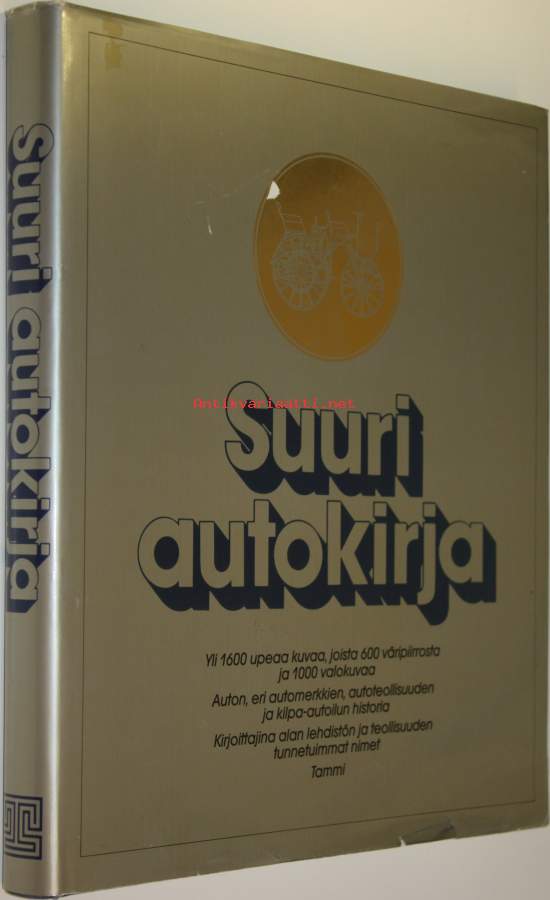 Suuri autokirja
Antikvariaatti.net
Suuri
autokirja
Yli 1600 upeaa kuvaa, joista 600 väripiirrosta
ja 1000 valokuvaa
Auton, eri automerkkien, autoteollisuuden
ja kilpa-autoilun historia
Kirjoittajina alan lehdistön ja teollisuuden
tunnetuimmat nimet
Tammi